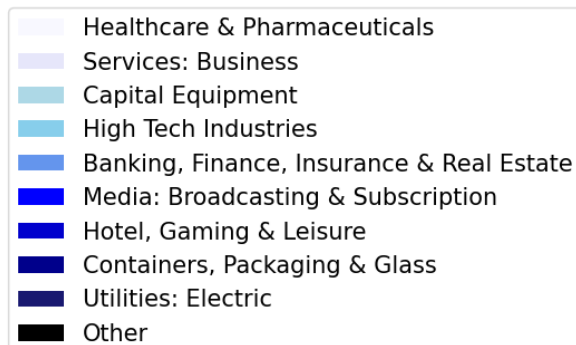 Healthcare & Pharmaceuticals
Services: Business
Capital Equipment
High Tech Industries
Banking, Finance, Insurance & Real Estate
Media: Broadcasting & Subscription
Hotel, Gaming & Leisure
Containers, Packaging & Glass
Utilities: Electric
Other